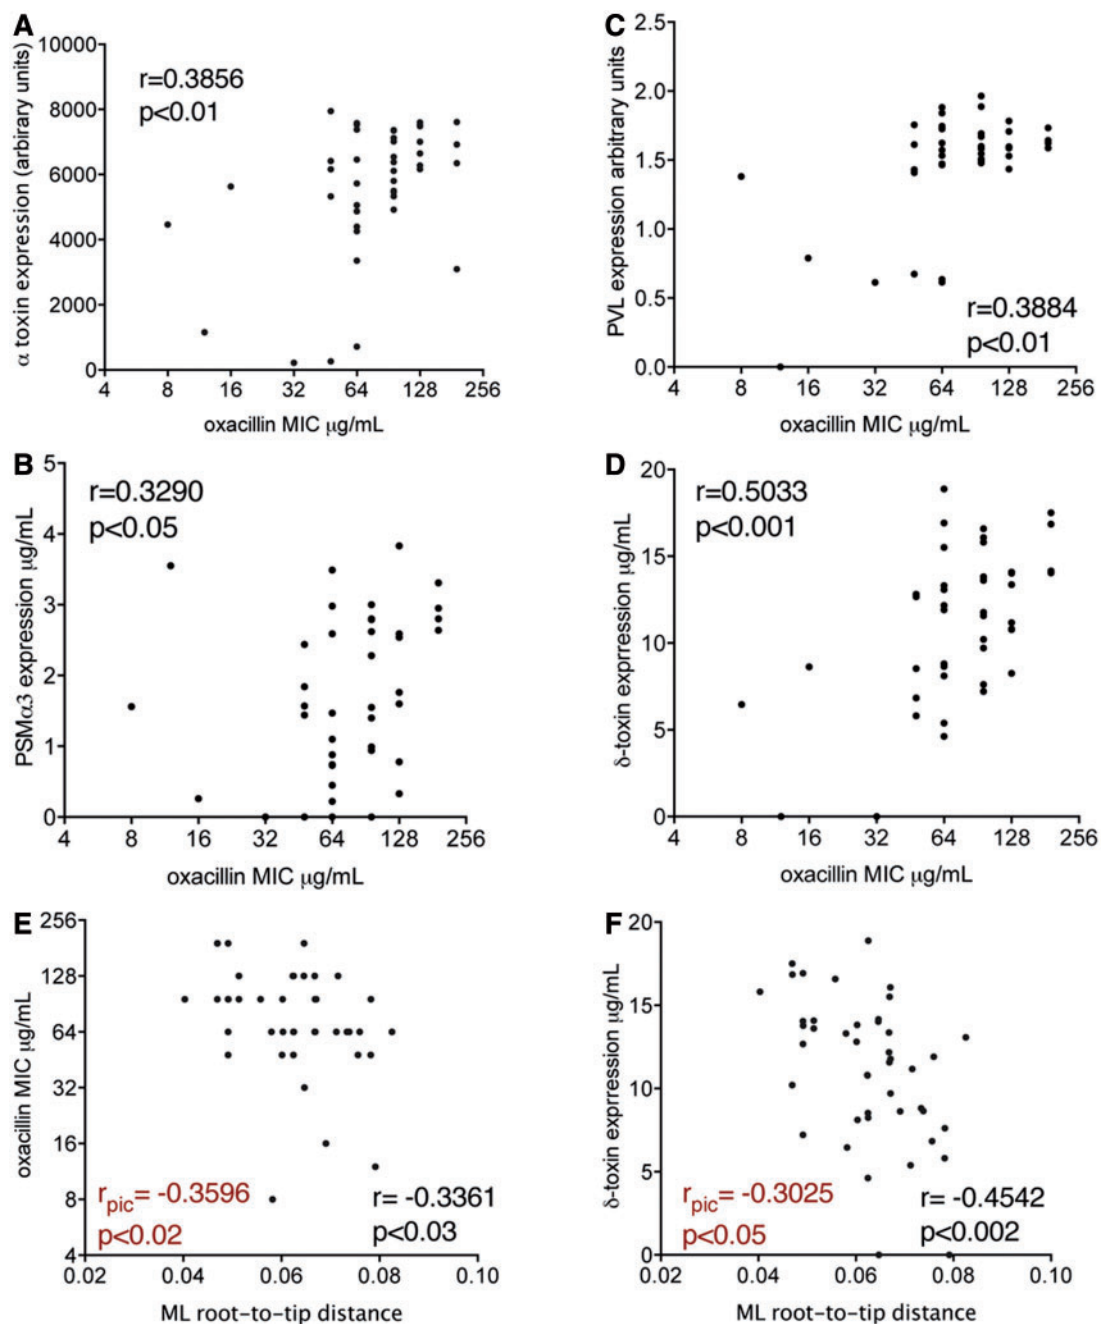 A
10000
8000
6000
4000
2000
0
α toxin expression (arbirary units)
r=0.3856
p<0.01
4 8 16 32 64 128 256
oxacillin MIC μg/mL
C
2.5
2.0
1.5
1.0
0.5
0.0
PVL expression arbitrary units)
r=0.3884
p<0.01
4 8 16 32 64 128 256
oxacillin MIC μg/mL
B
5
4
3
2
1
0
PSMα3 expression μg/mL
r=0.3290
p<0.05
4 8 16 32 64 128 256
oxacillin MIC μg/mL
D
20
15
10
5
0
δ-toxin exprression μg/mL
r=0.5033
p<0.001
4 8 16 32 64 128 256
oxacillin MIC μg/mL
E
256
128
64
32
16
8
4
oxacillin MIC μg/mL
rpic= -0.3596
p<0.02
r= -0.3361
p<0.03
0.02 0.04 0.06 0.08 0.10
ML root-to-tip distance
F
20
15
10
5
0
δ-toxin exprression μg/mL
rpic= -0.3025
p<0.05
r= -0.4542
p<0.002
0.02 0.04 0.06 0.08 0.10
ML root-to-tip distance